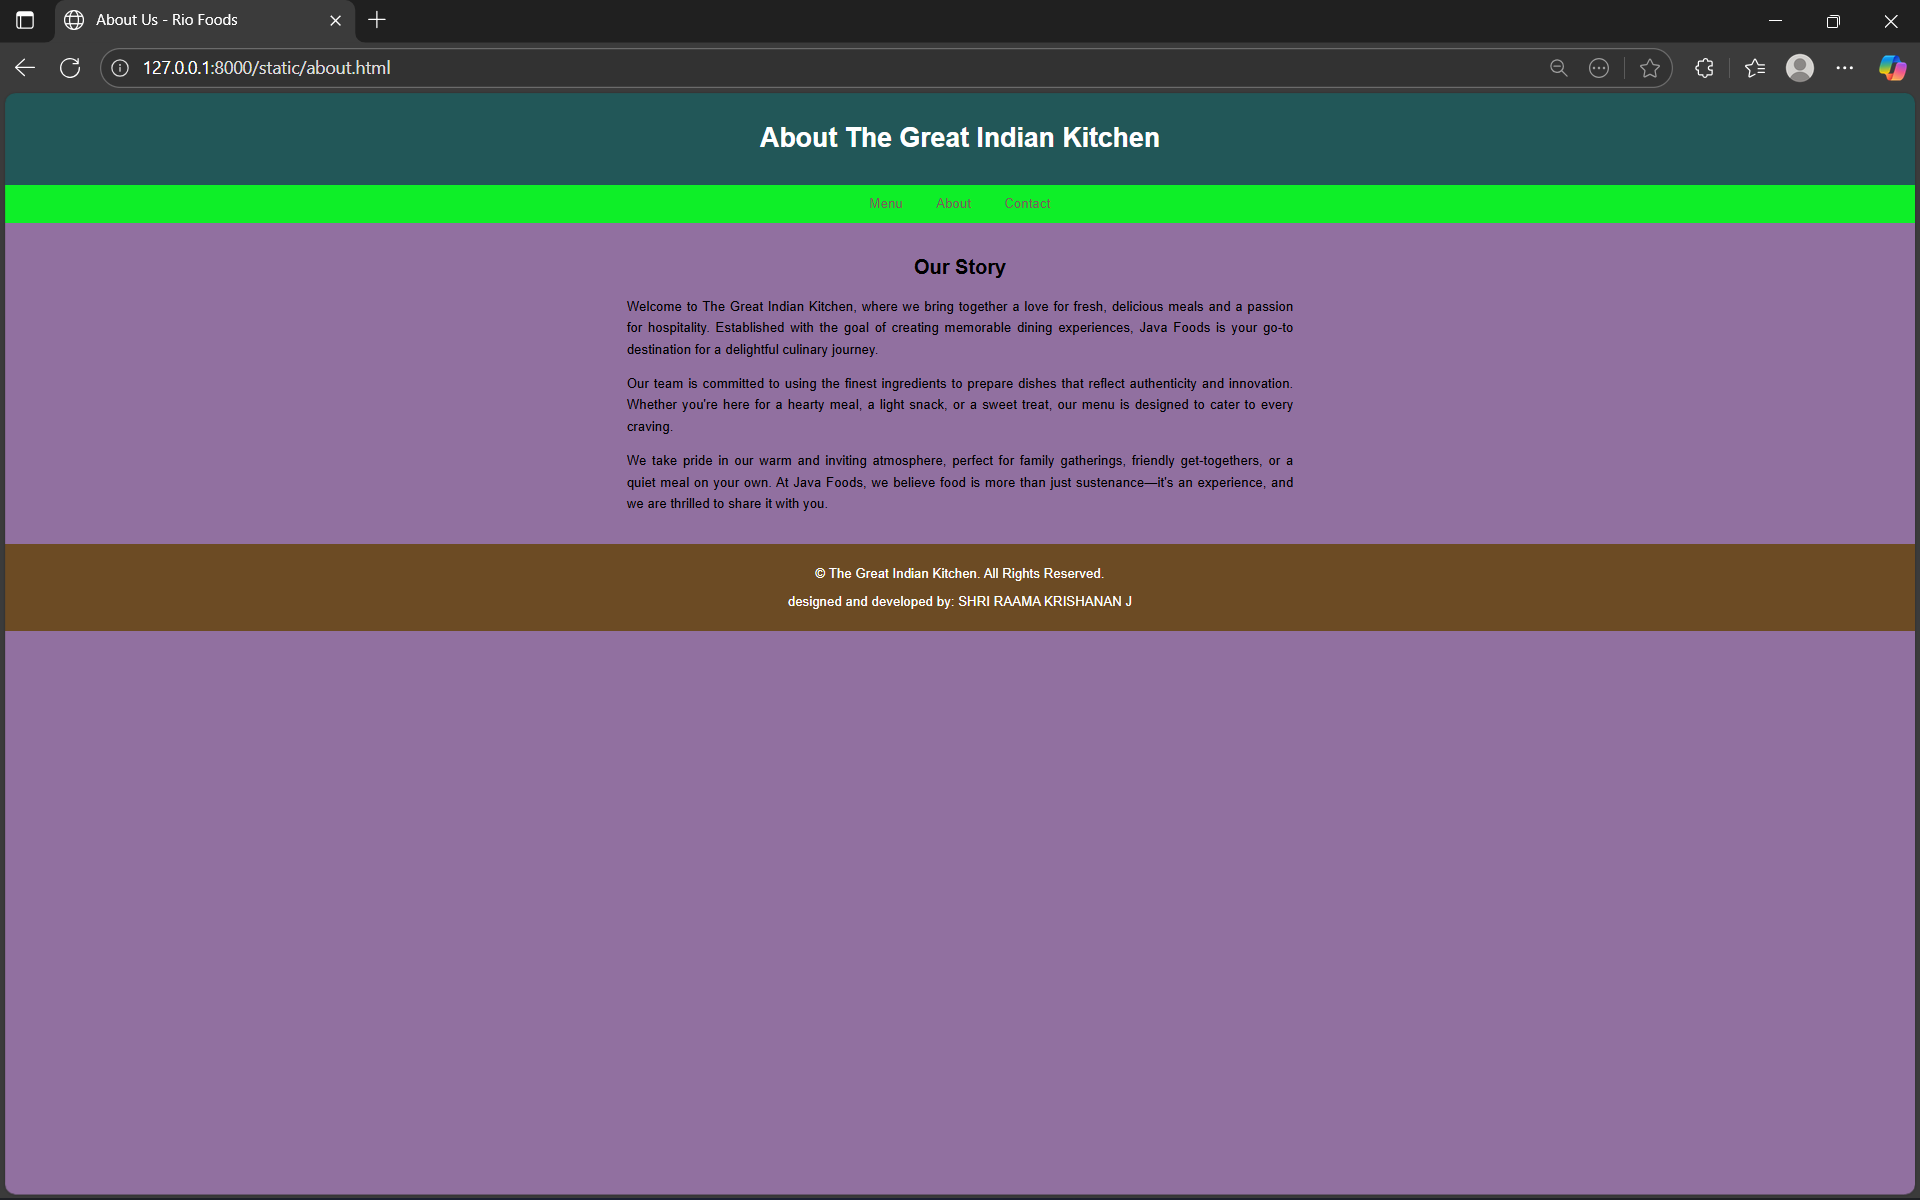 About Us - Rio Foods
127.0.0.1:8000/static/about.html
About The Great Indian Kitchen
Menu About Contact
Our Story
Welcome to The Great Indian Kitchen, where we bring together a love for fresh, delicious meals and a passion
for hospitality. Established with the goal of creating memorable dining experiences, Java Foods is your go-to
destination for a delightful culinary journey.
Our team is committed to using the finest ingredients to prepare dishes that reflect authenticity and innovation.
Whether you're here for a hearty meal, a light snack, or a sweet treat, our menu is designed to cater to every
craving.
We take pride in our warm and inviting atmosphere, perfect for family gatherings, friendly get-togethers, or a
quiet meal on your own. At Java Foods, we believe food is more than just sustenance—it's an experience, and
we are thrilled to share it with you.
© The Great Indian Kitchen. All Rights Reserved.
designed and developed by: SHRI RAAMA KRISHANAN J